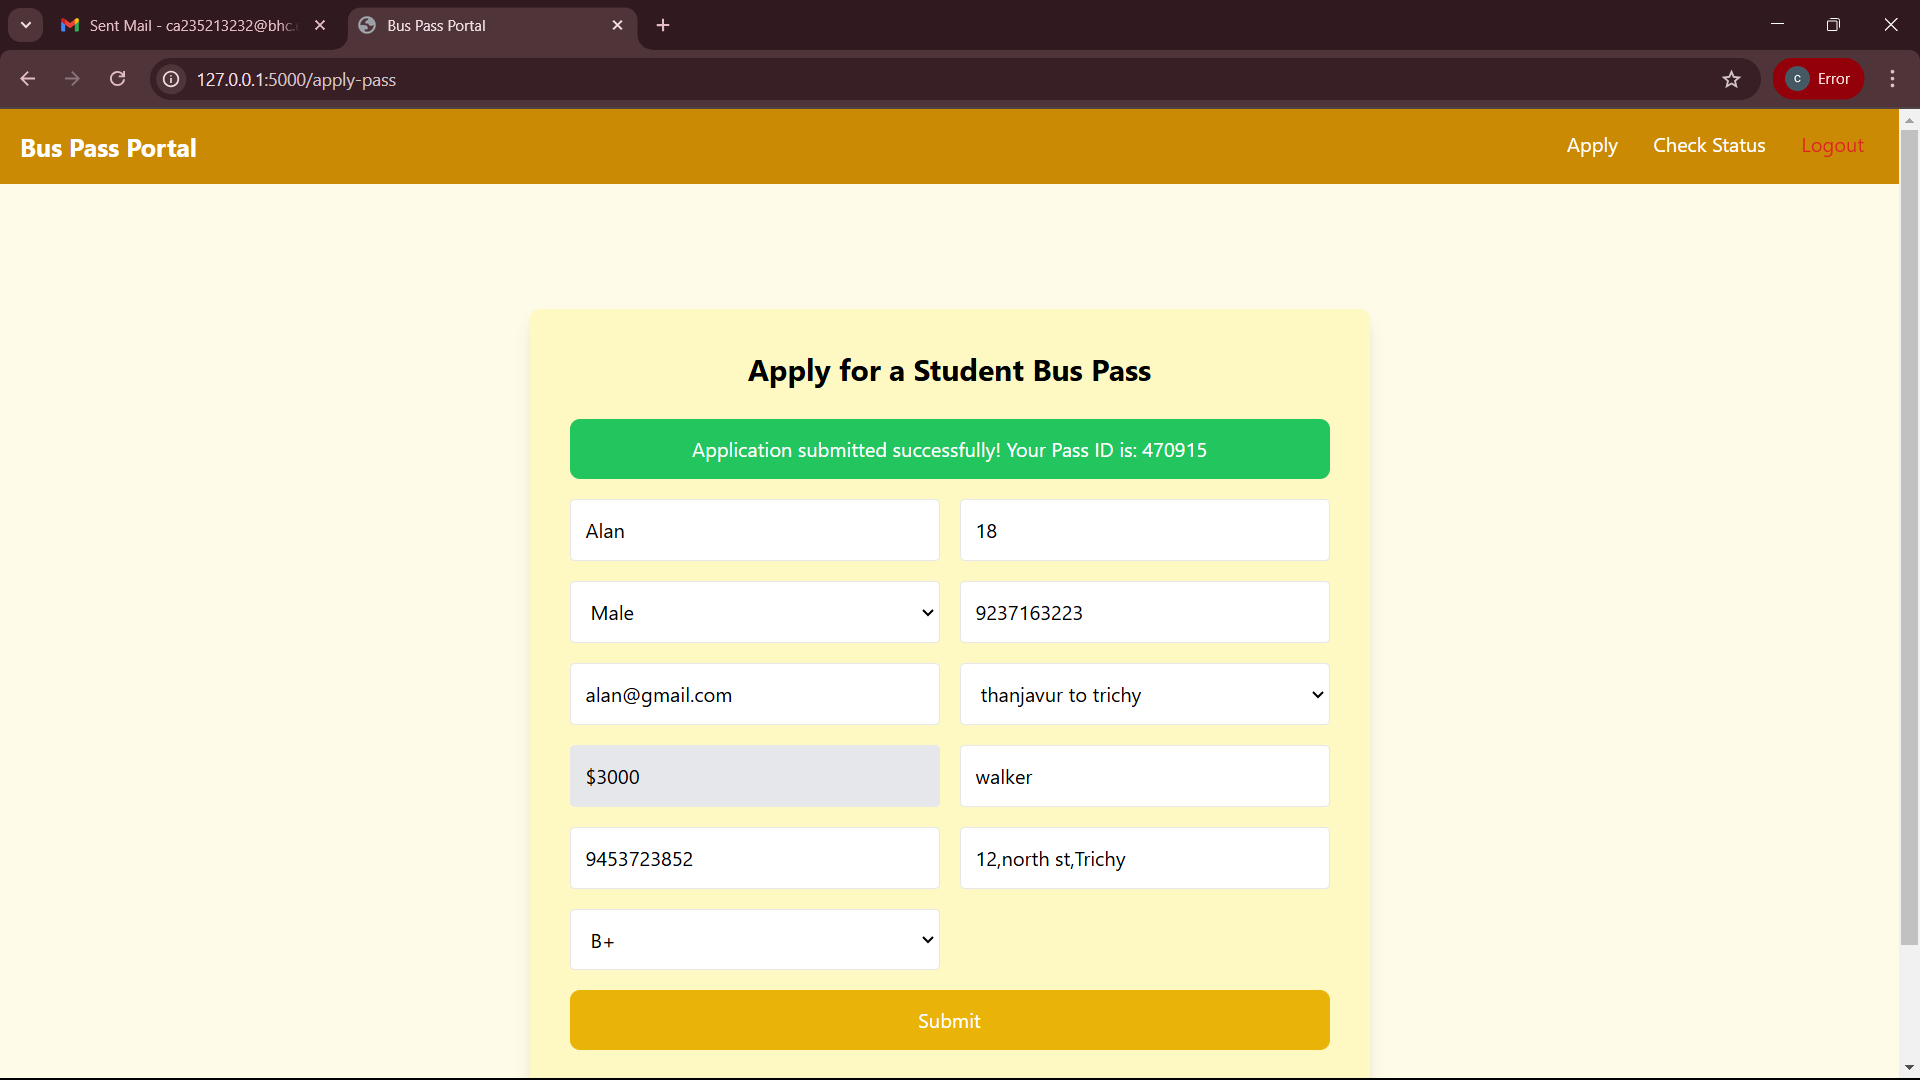 Sent Mail - ca235213232@bhc.
Bus Pass Portal
127.0.0.1:5000/apply-pass
C Error
Bus Pass Portal
Apply Check Status Logout
Apply for a Student Bus Pass
Application submitted successfully! Your Pass ID is: 470915
Alan 18
Male 9237163223
alan@gmail.com thanjavur to trichy
$3000 walker
9453723852 12,north st,Trichy
B+
Submit